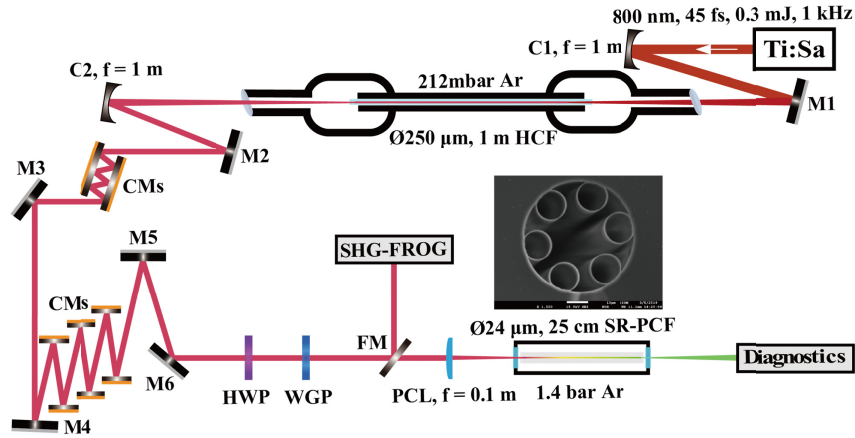 800 nm, 45 fs, 0.3 mJ, 1 kHz
C1, f = 1 m
Ti:Sa
C2, f = 1 m
212mbar Ar
M1
Ø250 μm, 1 m HCF
M2
M3
CMs
M5
SHG-FROG
CMs
Ø24 μm, 25 cm SR-PCF
FM
Diagnostics
M6
HWP
WGP
PCL, f = 0.1 m
1.4 bar Ar
M4